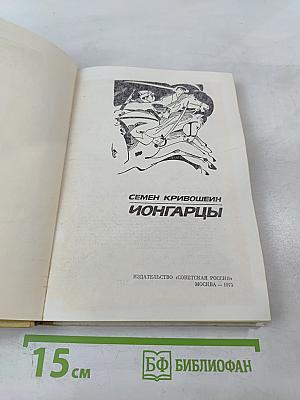 СЕМЕН КРИВОШЕИН
ЧОНГАРЦЫ
ИЗДАТЕЛЬСТВО «СОВЕТСКАЯ РОССИЯ»
МОСКВА — 1975
15 см
БФ БИБЛИОФАН